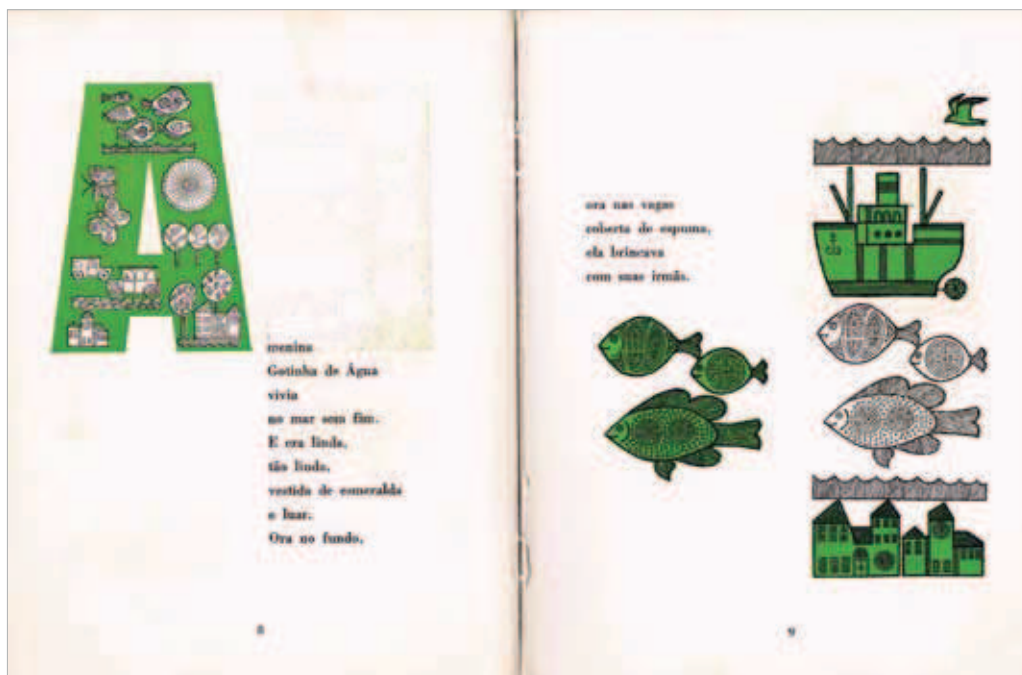 A
menina
Gotinha de Água
vivia
no mar sem fim.
E era linda,
tão linda,
vestida de esmeralda
e luar.
Ora no fundo,
8
ora nas vagas
coberta de espuma,
ela brincava
com suas irmãs.
9